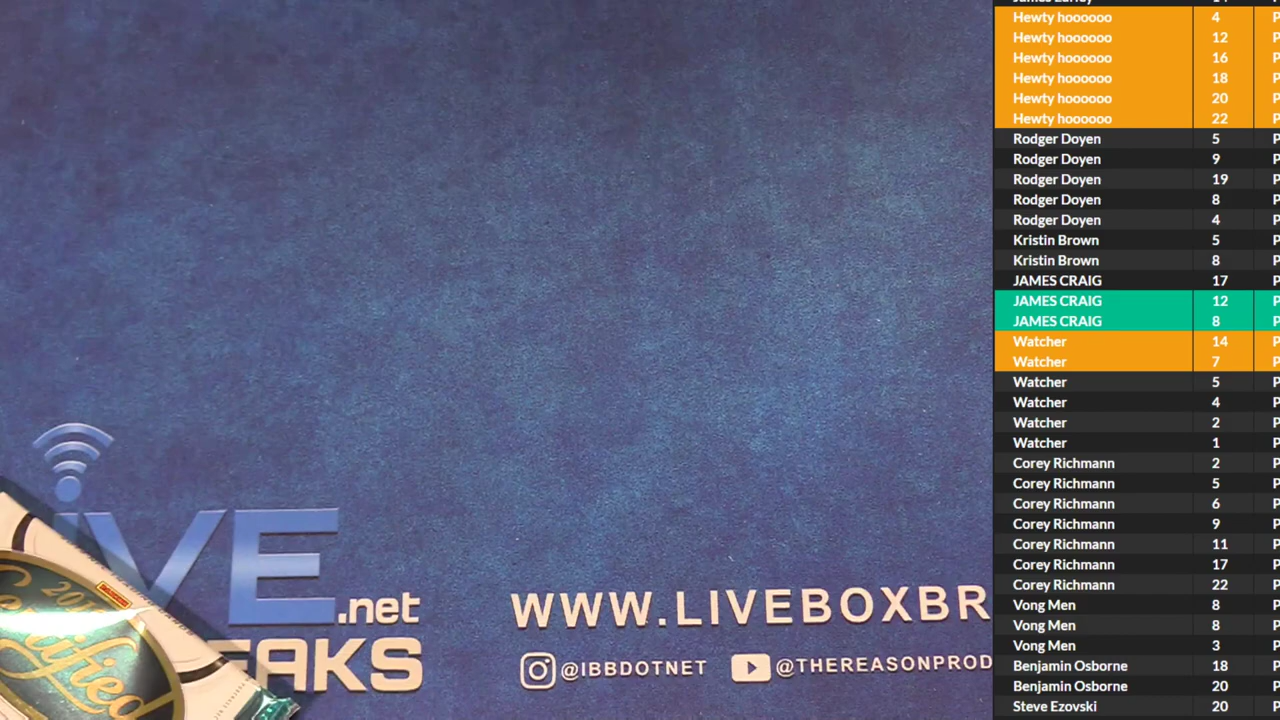 Hewty hoooooo 4 P
Hewty hoooooo 12 P
Hewty hoooooo 16 P
Hewty hoooooo 18 P
Hewty hoooooo 20 P
Hewty hoooooo 22 P
Rodger Doyen 5 P
Rodger Doyen 9 P
Rodger Doyen 19 P
Rodger Doyen 8 P
Rodger Doyen 4 P
Kristin Brown 5 P
Kristin Brown 8 P
JAMES CRAIG 17 P
JAMES CRAIG 12 P
JAMES CRAIG 8 P
Watcher 14 P
Watcher 7 P
Watcher 5 P
Watcher 4 P
Watcher 2 P
Watcher 1 P
Corey Richmann 2 P
Corey Richmann 5 P
Corey Richmann 6 P
Corey Richmann 9 P
Corey Richmann 11 P
Corey Richmann 17 P
Corey Richmann 22 P
Vong Men 8 P
Vong Men 8 P
Vong Men 3 P
Benjamin Osborne 18 P
Benjamin Osborne 20 P
Steve Ezovski 20 P
iVE.net
EAKS
WWW.LIVEBOXBR
@IBBDOTNET
@THEREASONPROD
Certified